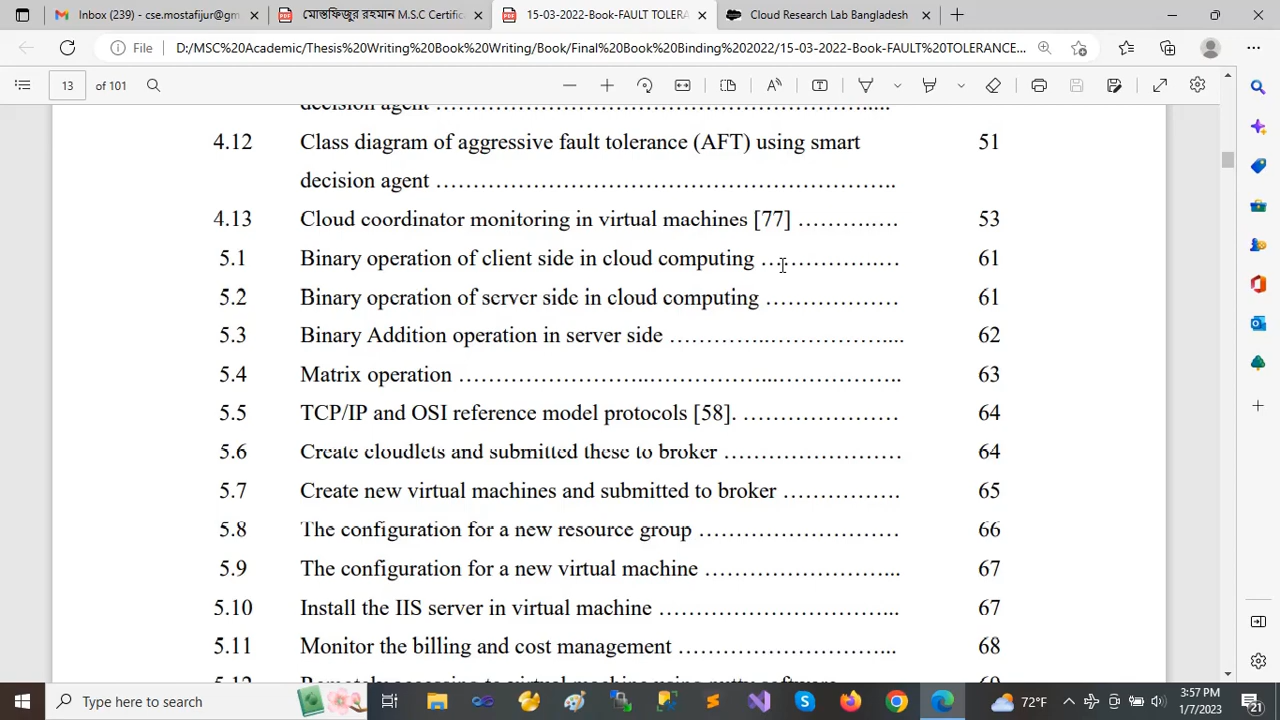 Inbox (239) - cse.mostafijur@gm
মোস্তফিজুর রহমান M.S.C Certific
15-03-2022-Book-FAULT TOLERA
Cloud Research Lab Bangladesh
File
D:/MSC%20Academic/Thesis%20Writing%20Book%20Writing/Book/Final%20Book%20Binding%202022/15-03-2022-Book-FAULT%20TOLERANCE...
13 of 101
decision agent ……………………………………………………….....
4.12 Class diagram of aggressive fault tolerance (AFT) using smart 51
decision agent ……………………………………………………..
4.13 Cloud coordinator monitoring in virtual machines [77] ……….…. 53
5.1 Binary operation of client side in cloud computing …………….… 61
5.2 Binary operation of server side in cloud computing ……………… 61
5.3 Binary Addition operation in server side …………..…………….... 62
5.4 Matrix operation ……………………..……………...…………….. 63
5.5 TCP/IP and OSI reference model protocols [58]. ………………… 64
5.6 Create cloudlets and submitted these to broker …………………… 64
5.7 Create new virtual machines and submitted to broker ……………. 65
5.8 The configuration for a new resource group ……………………… 66
5.9 The configuration for a new virtual machine ……………………... 67
5.10 Install the IIS server in virtual machine …………………………... 67
5.11 Monitor the billing and cost management ………………………... 68
Type here to search
72°F
3:57 PM
1/7/2023
21